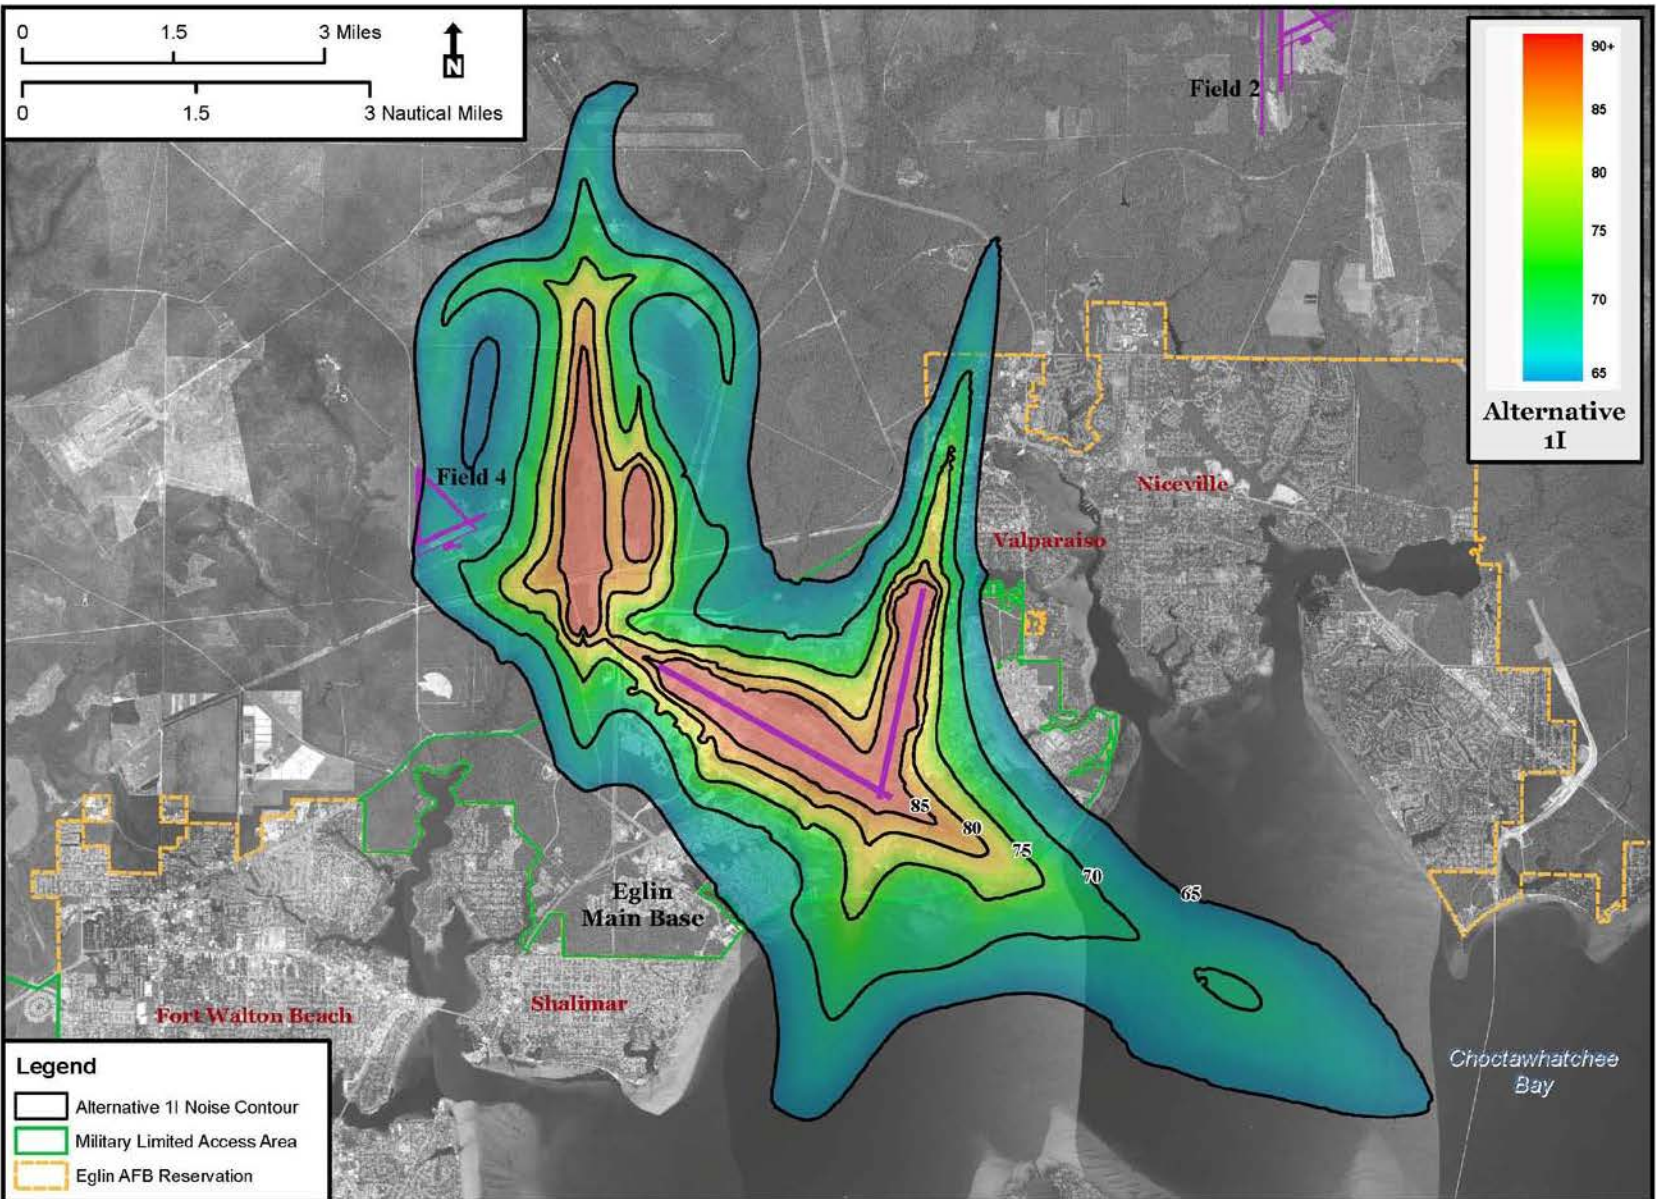 0 1.5 3 Miles
N
0 1.5 3 Nautical Miles
Field 2
90+
85
80
75
70
65
Alternative
1I
Field 4
Niceville
Valparaiso
85
80
75
70
65
Eglin
Main Base
Fort Walton Beach
Shalimar
Choctawhatchee
Bay
Legend
Alternative 1I Noise Contour
Military Limited Access Area
Eglin AFB Reservation